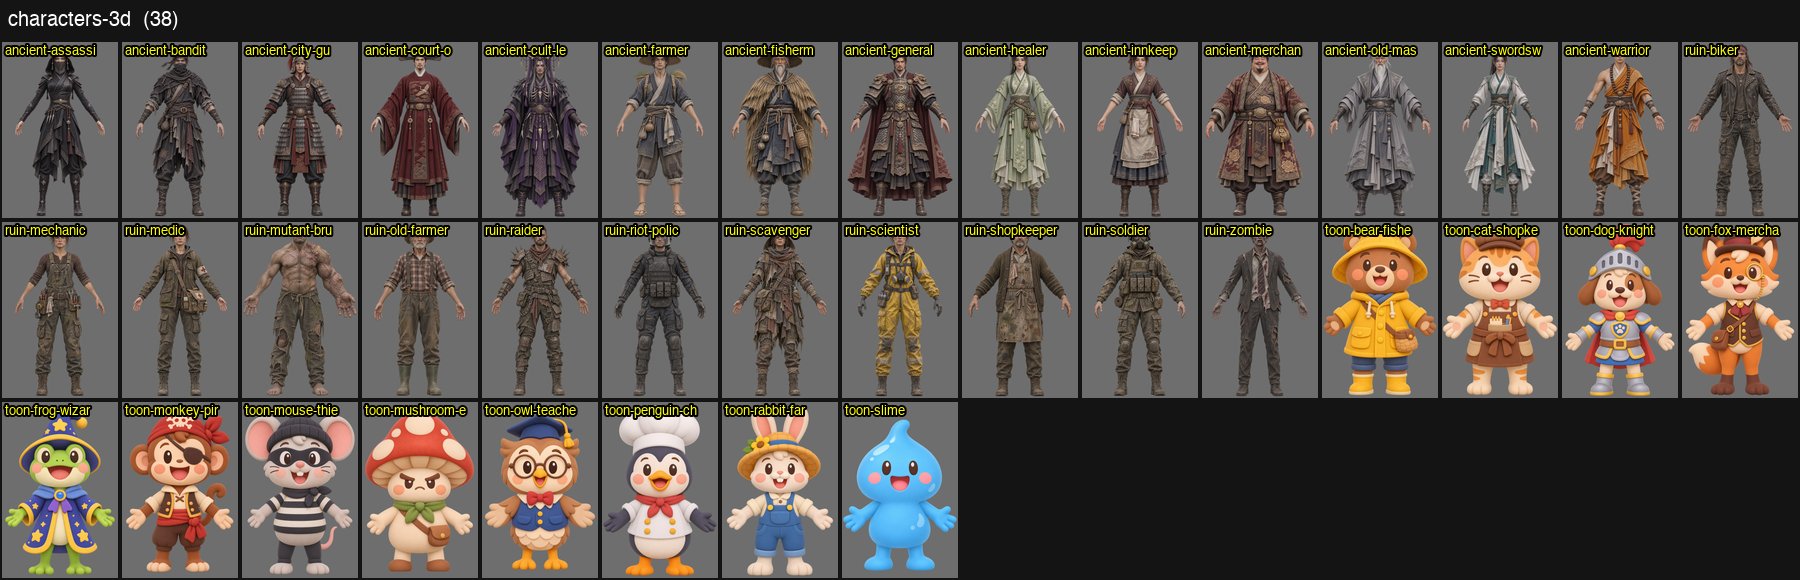 characters-3d (38)
ancient-assassi
ancient-bandit
ancient-city-gu
ancient-court-o
ancient-cult-le
ancient-farmer
ancient-fisherm
ancient-general
ancient-healer
ancient-innkeep
ancient-merchan
ancient-old-mas
ancient-swordsw
ancient-warrior
ruin-biker
ruin-mechanic
ruin-medic
ruin-mutant-bru
ruin-old-farmer
ruin-raider
ruin-riot-polic
ruin-scavenger
ruin-scientist
ruin-shopkeeper
ruin-soldier
ruin-zombie
toon-bear-fishe
toon-cat-shopke
toon-dog-knight
toon-fox-mercha
toon-frog-wizar
toon-monkey-pir
toon-mouse-thie
toon-mushroom-e
toon-owl-teache
toon-penguin-ch
toon-rabbit-far
toon-slime